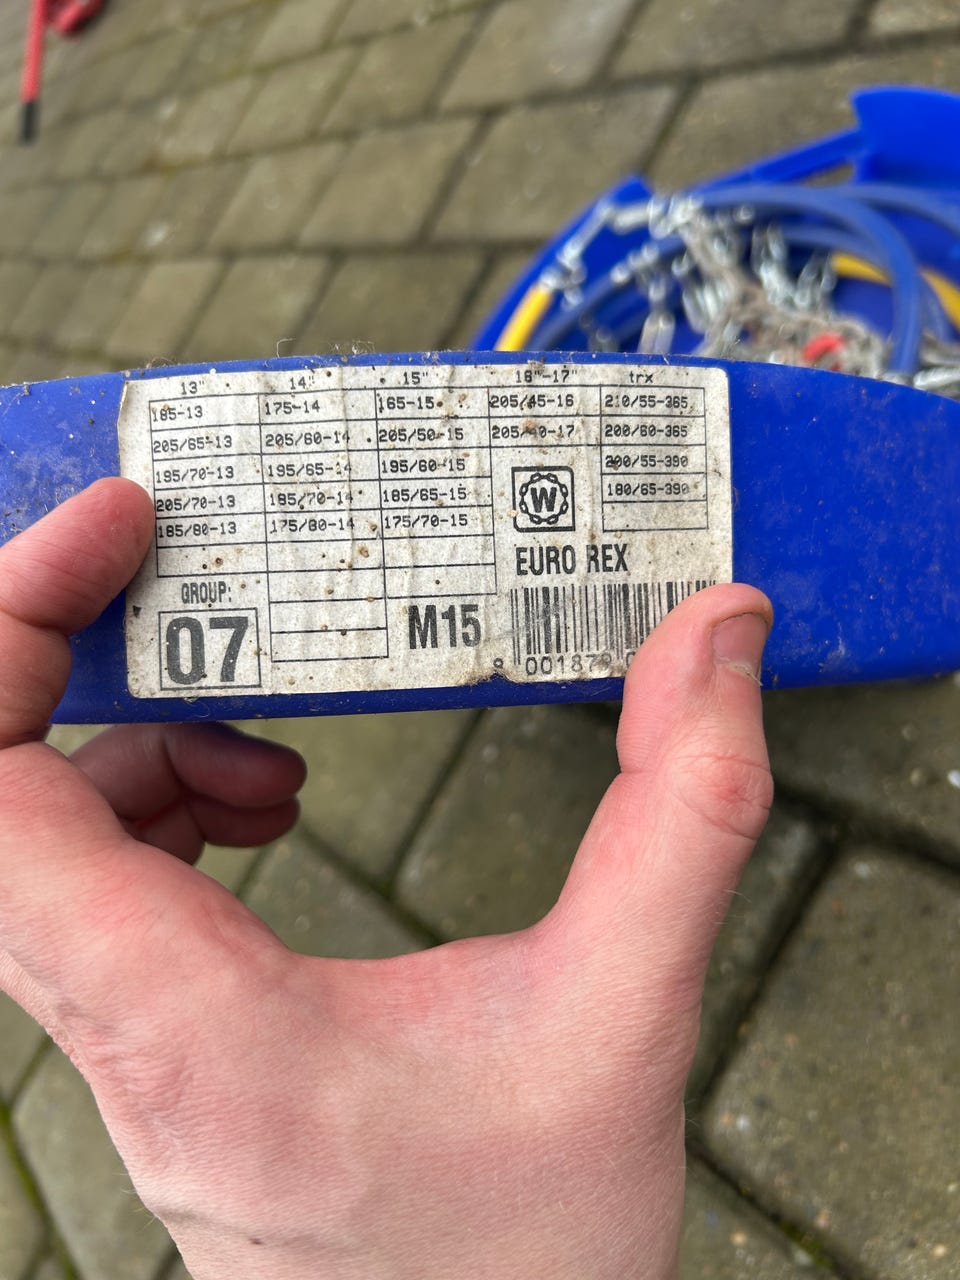 13" 14" 15" 16"-17" trx
185-13 175-14 165-15 205/45-16 210/55-365
205/65-13 205/60-14 205/50-15 205/40-17 200/60-365
195/70-13 195/65-14 195/60-15 200/55-390
205/70-13 185/70-14 185/65-15 180/65-390
185/80-13 175/80-14 175/70-15
W
EURO REX
GROUP:
07
M15
001879